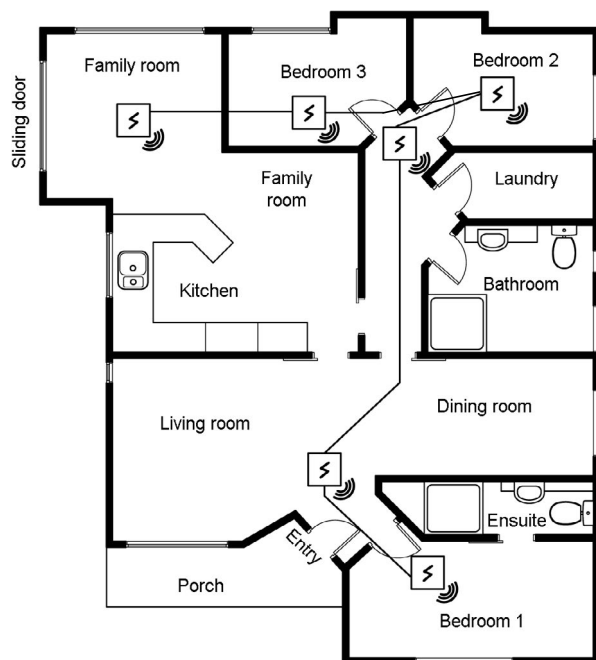 Family room
Bedroom 3
Bedroom 2
Sliding door
Family
room
Laundry
Kitchen
Bathroom
Living room
Dining room
Ensuite
Entry
Porch
Bedroom 1